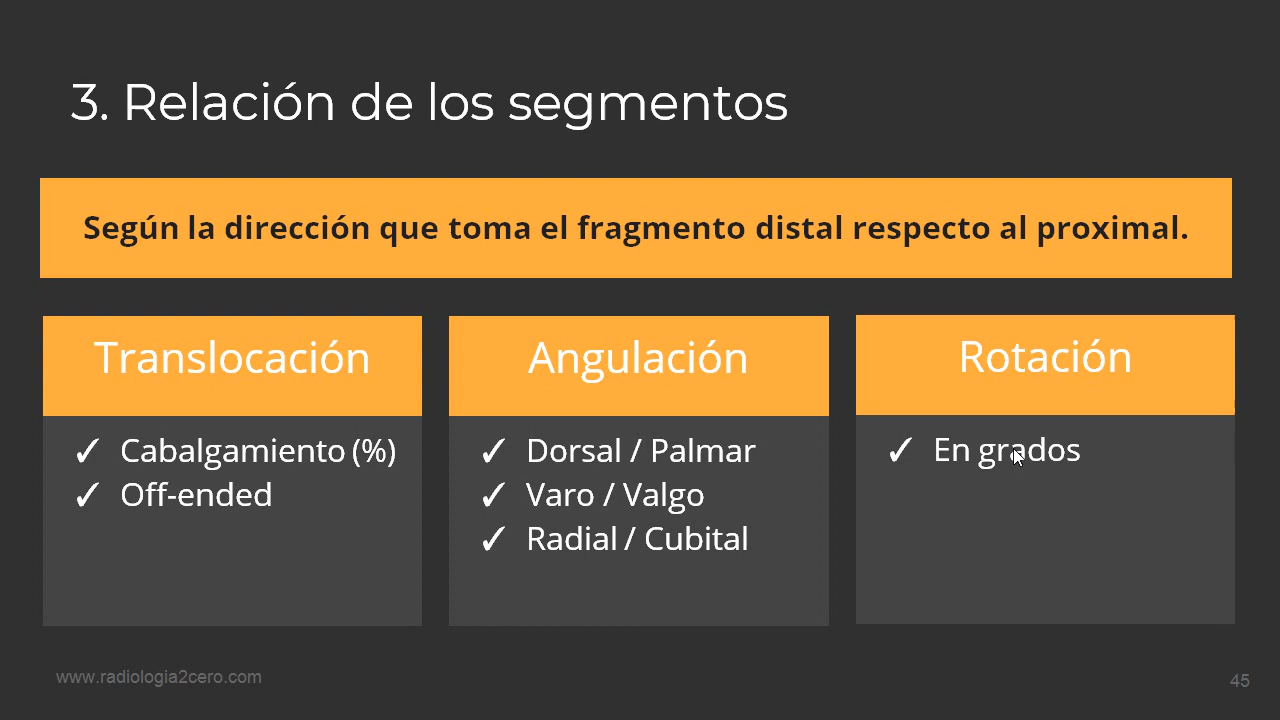 3. Relación de los segmentos
Según la dirección que toma el fragmento distal respecto al proximal.
Translocación
✓ Cabalgamiento (%)
✓ Off-ended
Angulación
✓ Dorsal / Palmar
✓ Varo / Valgo
✓ Radial / Cubital
Rotación
✓ En grados
www.radiologia2cero.com
45